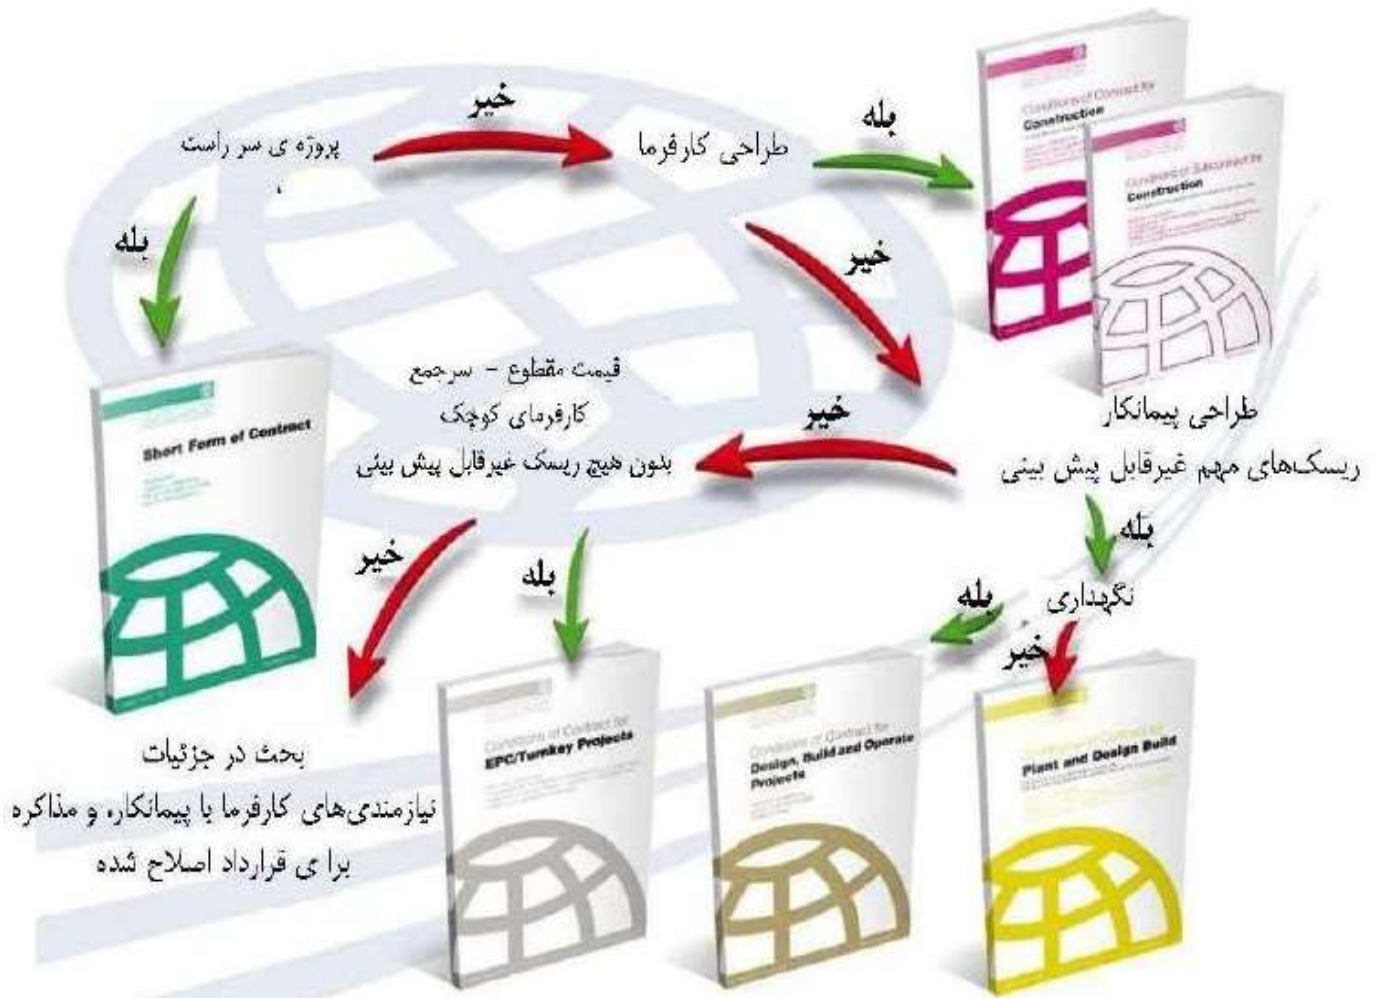 خیر
پروژه ی سر راست
طراحی کارفرما
بله
Conditions of Contract for
Construction
Conditions of Subcontract for
Construction
بله
خیر
Short Form of Contract
قیمت مقطوع – سرجمع
کارفرمای کوچک
بدون هیچ ریسک غیرقابل پیش بینی
خیر
طراحی پیمانکار
ریسک‌های مهم غیرقابل پیش بینی
بله
نگهداری
بله
خیر
خیر
بله
بحث در جزئیات
نیازمندی‌های کارفرما با پیمانکار، و مذاکره
برا ی قرارداد اصلاح شده
Conditions of Contract for
EPC/Turnkey Projects
Conditions of Contract for
Design, Build and Operate
Projects
Plant and Design Build